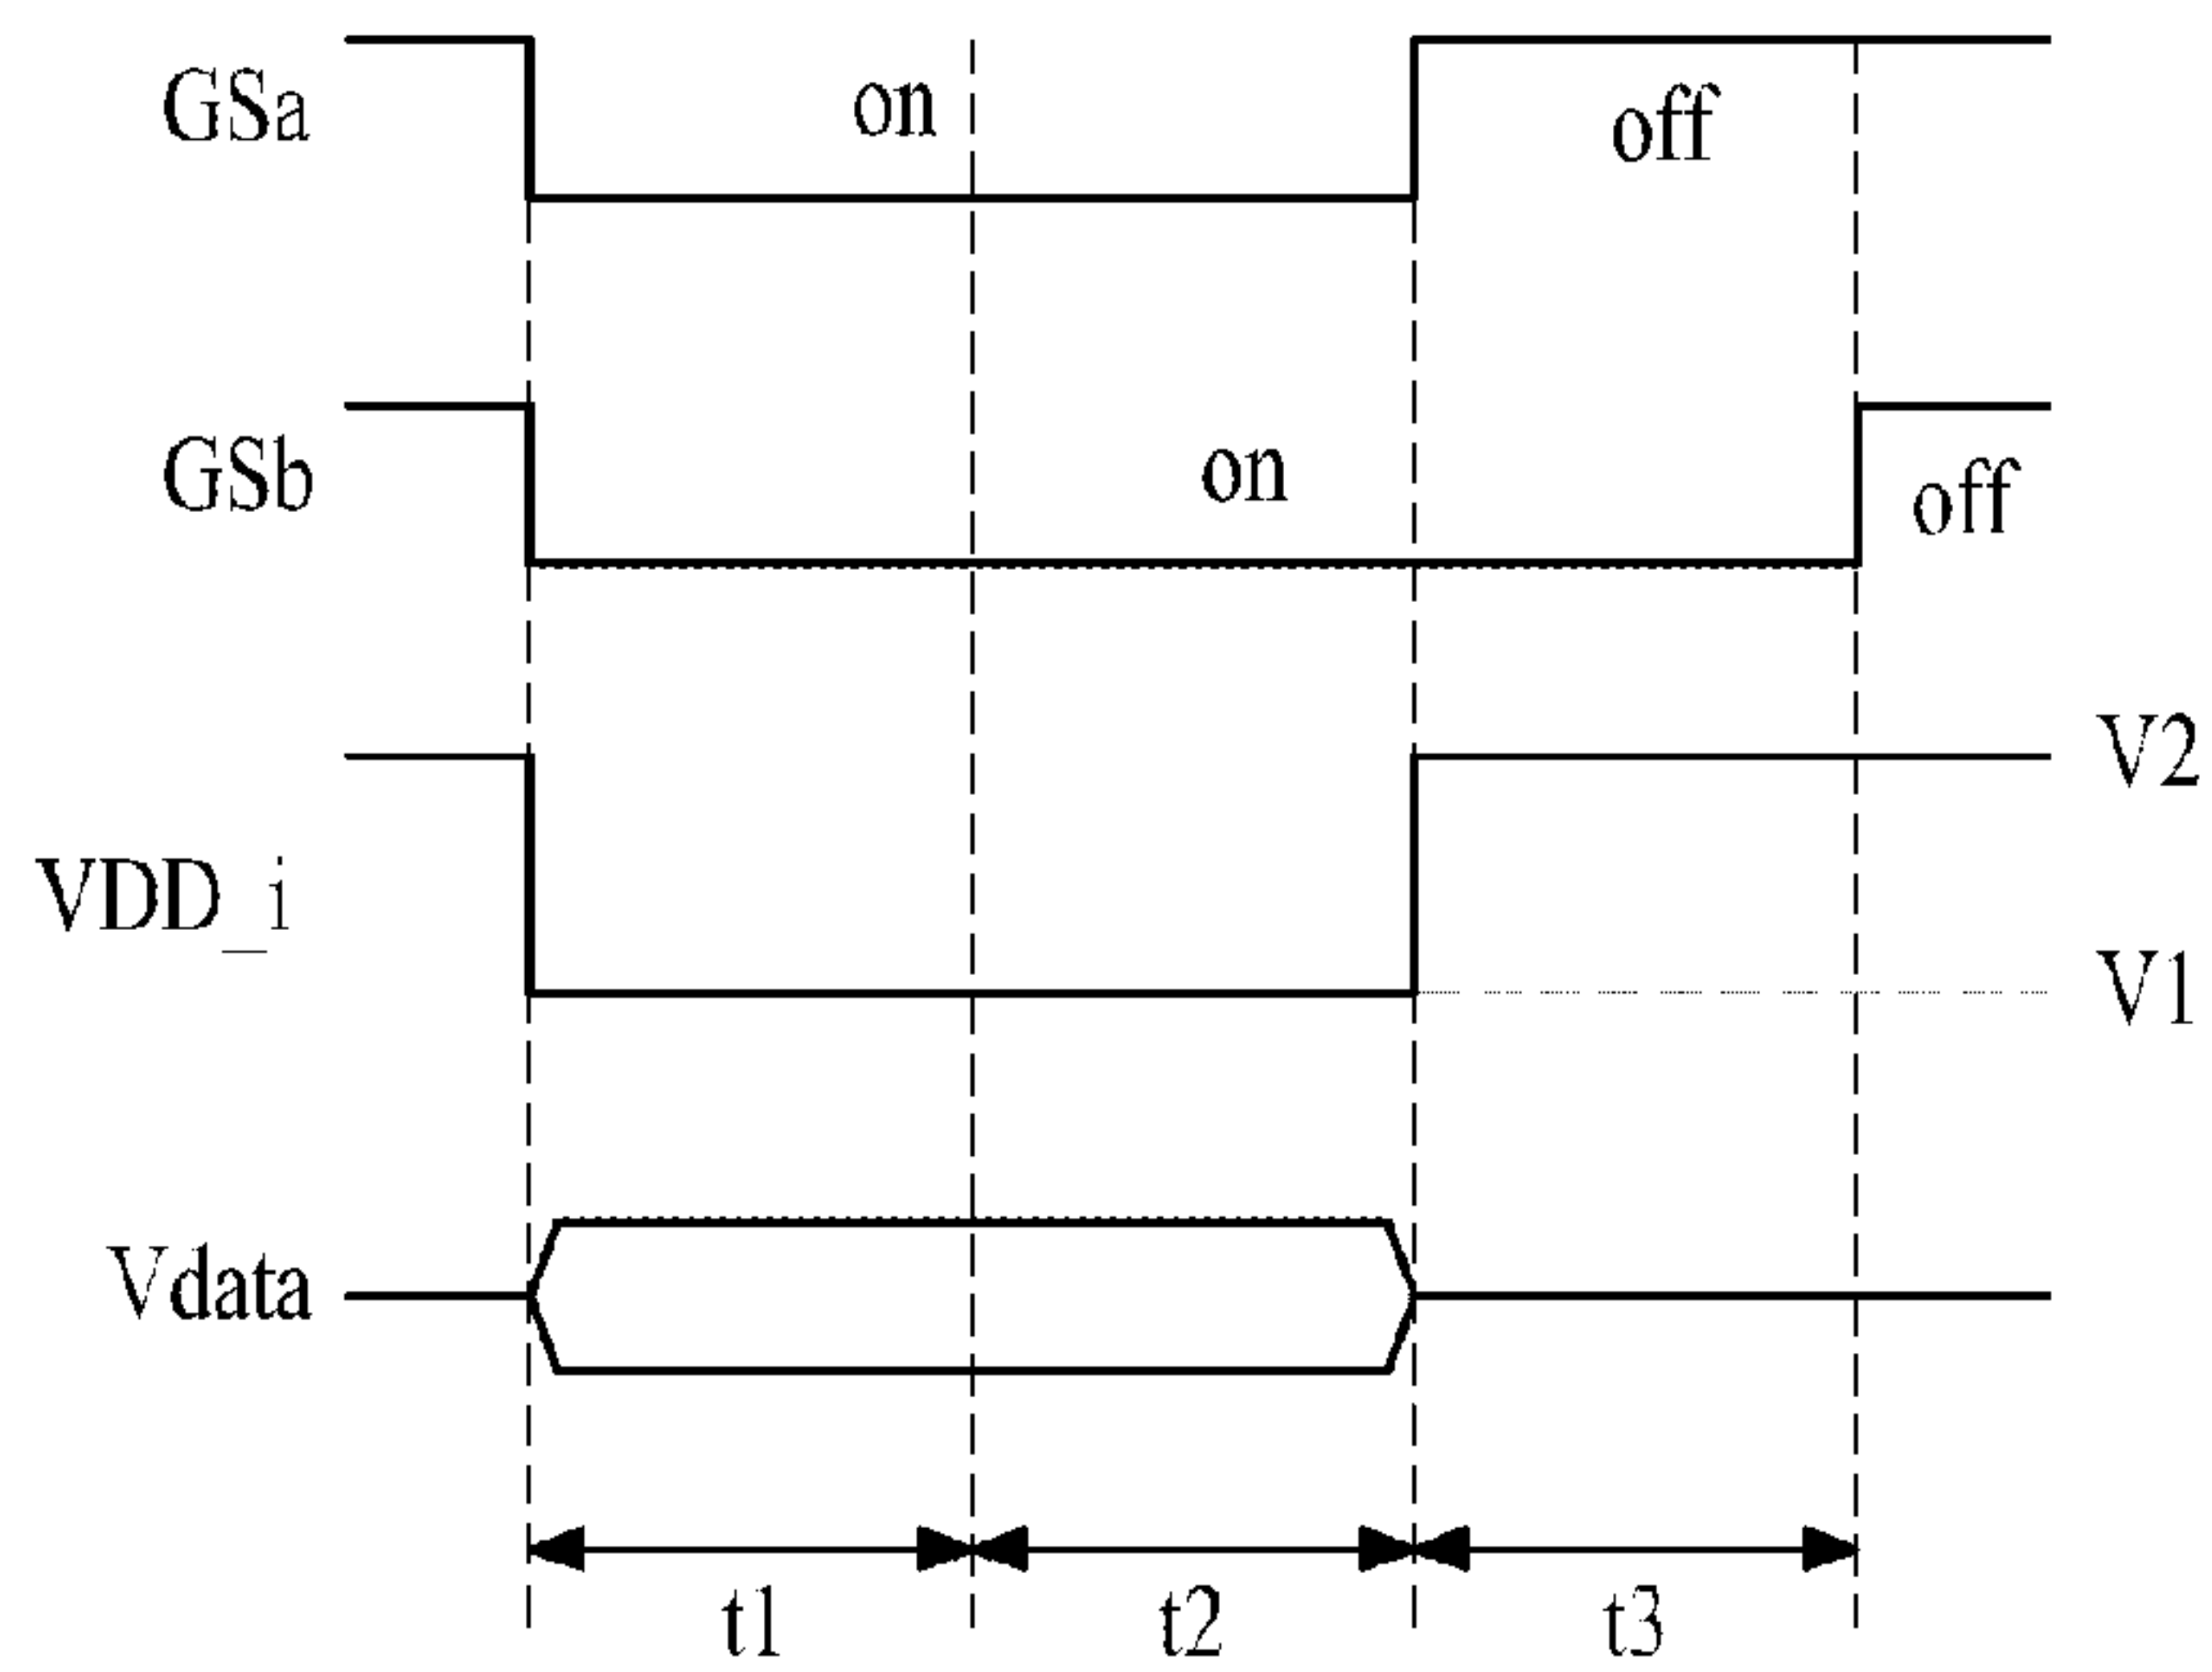 GSa
on
off
GSb
on
off
VDD_i
V2
V1
Vdata
t1
t2
t3